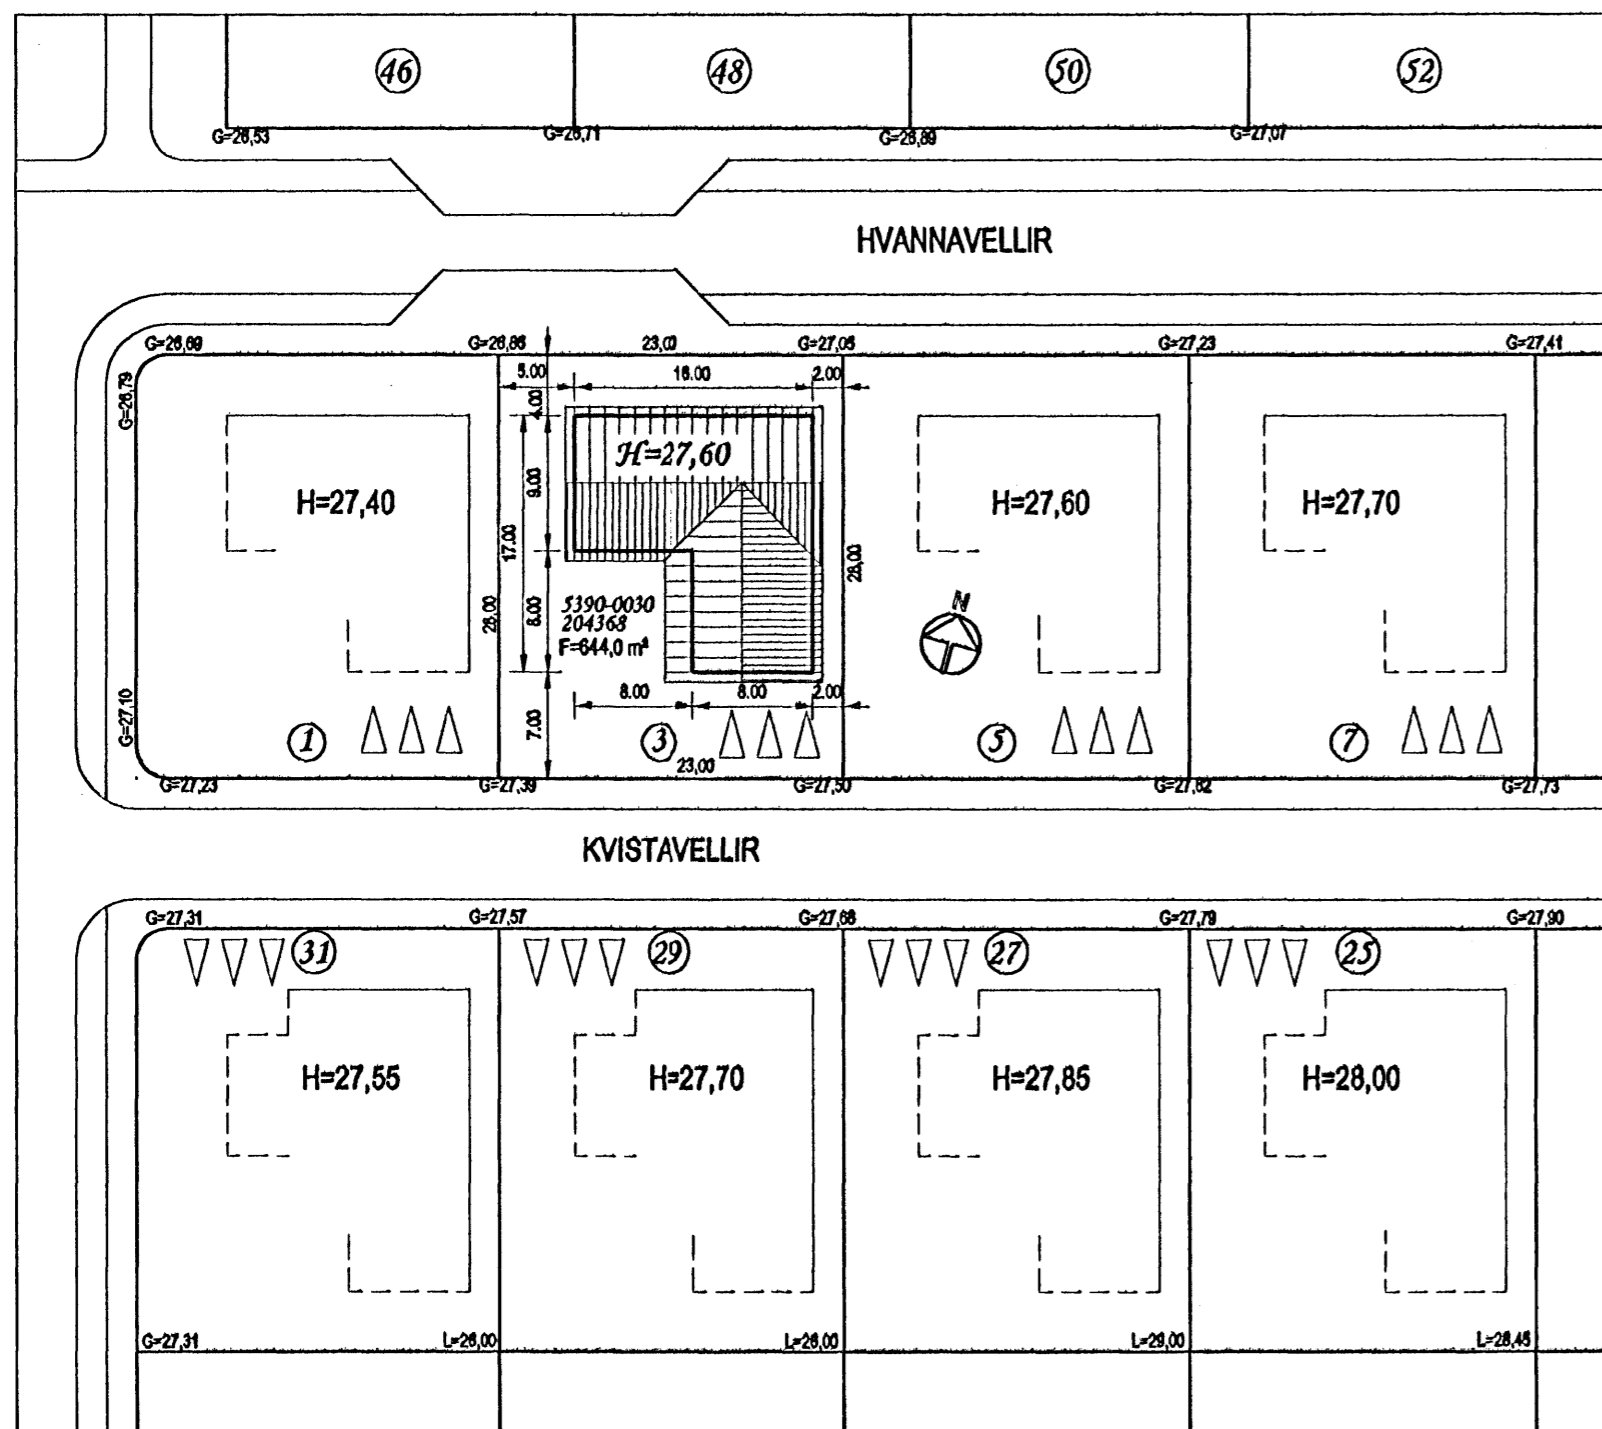 46
48
50
52
G=26,53
G=26,71
G=26,89
G=27,07
HVANNAVELLIR
G=26,69
G=26,86
23,00
G=27,05
G=27,23
G=27,41
G=26,79
5.00
16.00
2.00
4.00
H=27,40
H=27,60
H=27,60
H=27,70
9.00
17.00
28,00
28,00
8.00
5390-0030
204368
F=644,0 m²
N
8.00
8.00
2.00
7.00
G=27,10
1
3
5
7
23,00
G=27,23
G=27,39
G=27,50
G=27,62
G=27,73
KVISTAVELLIR
G=27,31
G=27,57
G=27,68
G=27,79
G=27,90
31
29
27
25
H=27,55
H=27,70
H=27,85
H=28,00
G=27,31
L=28,00
L=28,00
L=29,00
L=28,45